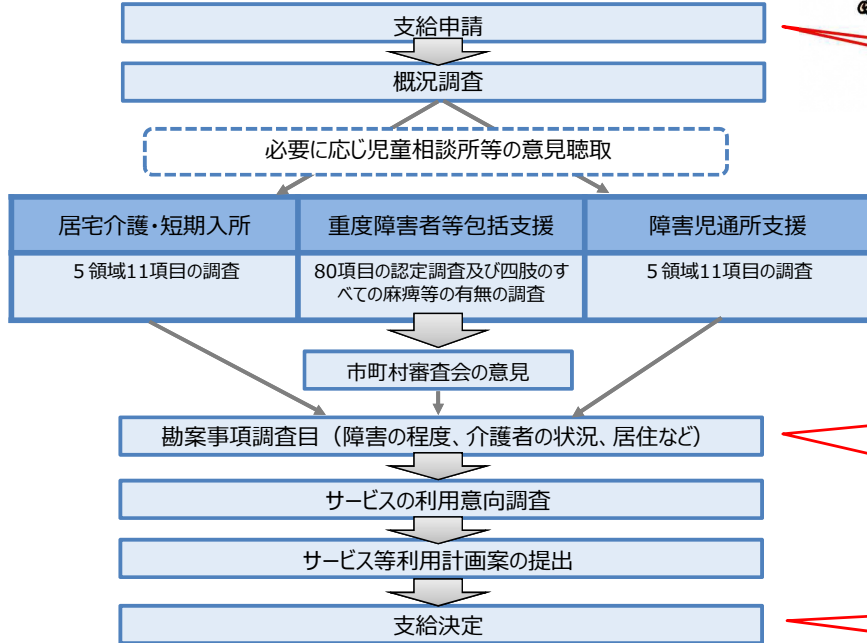 支給申請
概況調査
必要に応じ児童相談所等の意見聴取
居宅介護・短期入所
重度障害者等包括支援
障害児通所支援
5領域11項目の調査
80項目の認定調査及び四肢のす
べての麻痺等の有無の調査
5領域11項目の調査
市町村審査会の意見
勘案事項調査目（障害の程度、介護者の状況、居住など）
サービスの利用意向調査
サービス等利用計画案の提出
支給決定